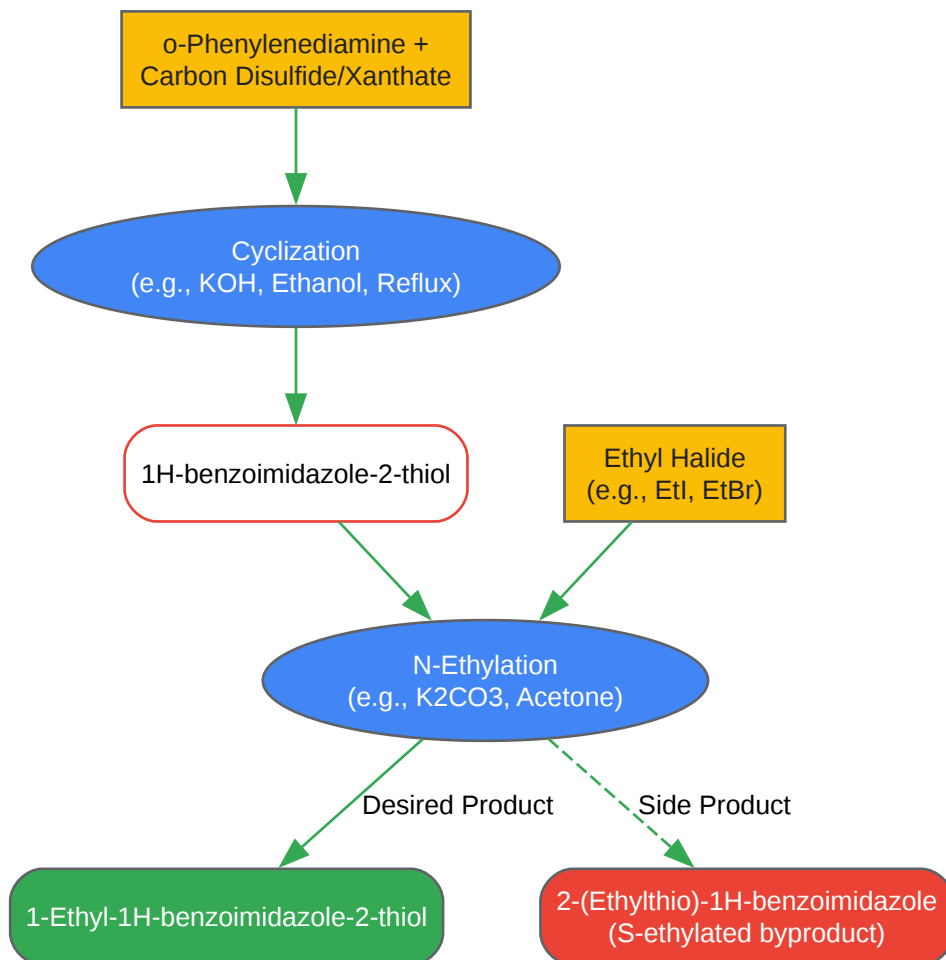 o-Phenylenediamine +
Carbon Disulfide/Xanthate
Cyclization
(e.g., KOH, Ethanol, Reflux)
1H-benzoimidazole-2-thiol
Ethyl Halide
(e.g., EtI, EtBr)
N-Ethylation
(e.g., K2CO3, Acetone)
Desired Product
Side Product
1-Ethyl-1H-benzoimidazole-2-thiol
2-(Ethylthio)-1H-benzoimidazole
(S-ethylated byproduct)